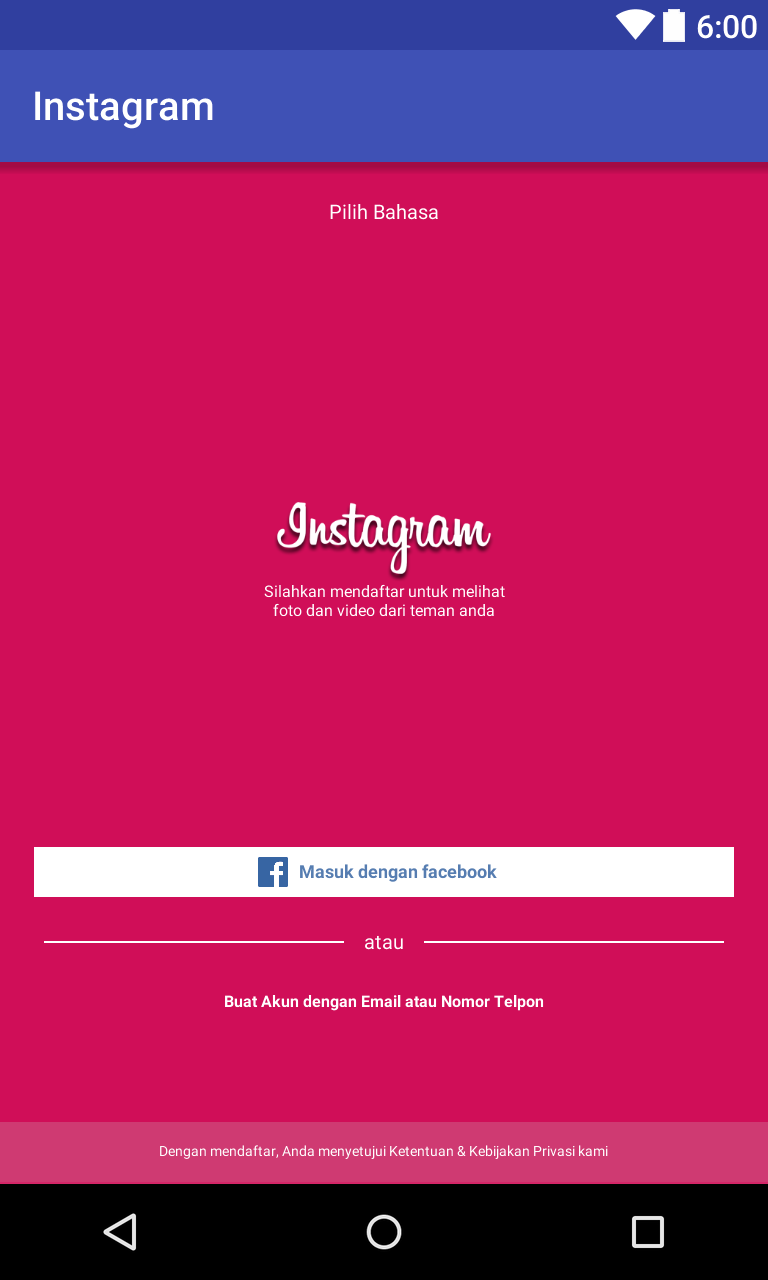 6:00
Instagram
Pilih Bahasa
Instagram
Silahkan mendaftar untuk melihat
foto dan video dari teman anda
Masuk dengan facebook
atau
Buat Akun dengan Email atau Nomor Telpon
Dengan mendaftar, Anda menyetujui Ketentuan & Kebijakan Privasi kami